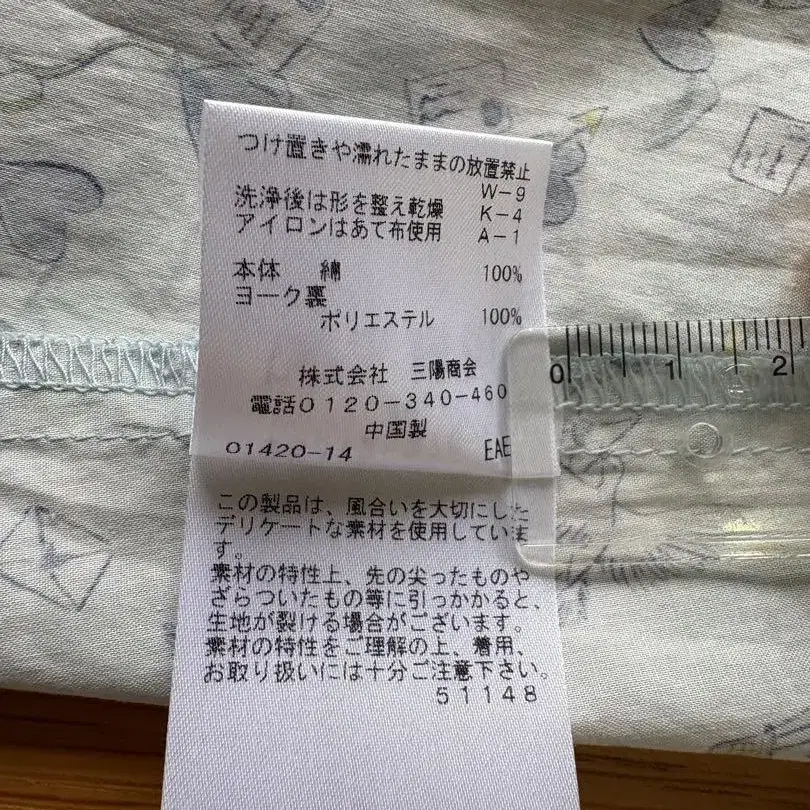 つけ置きや濡れたままの放置禁止
W-9
洗浄後は形を整え乾燥 K-4
アイロンはあて布使用 A-1
本体 綿 100%
ヨーク裏
ポリエステル 100%
株式会社 三陽商会
電話0120-340-460
中国製
01420-14 EAE
この製品は、風合いを大切にした
デリケートな素材を使用していま
す。
素材の特性上、先の尖ったものや
ざらついたもの等に引っかかると、
生地が裂ける場合がございます。
素材の特性をご理解の上、着用、
お取り扱いには十分ご注意下さい。
51148
0 1 2